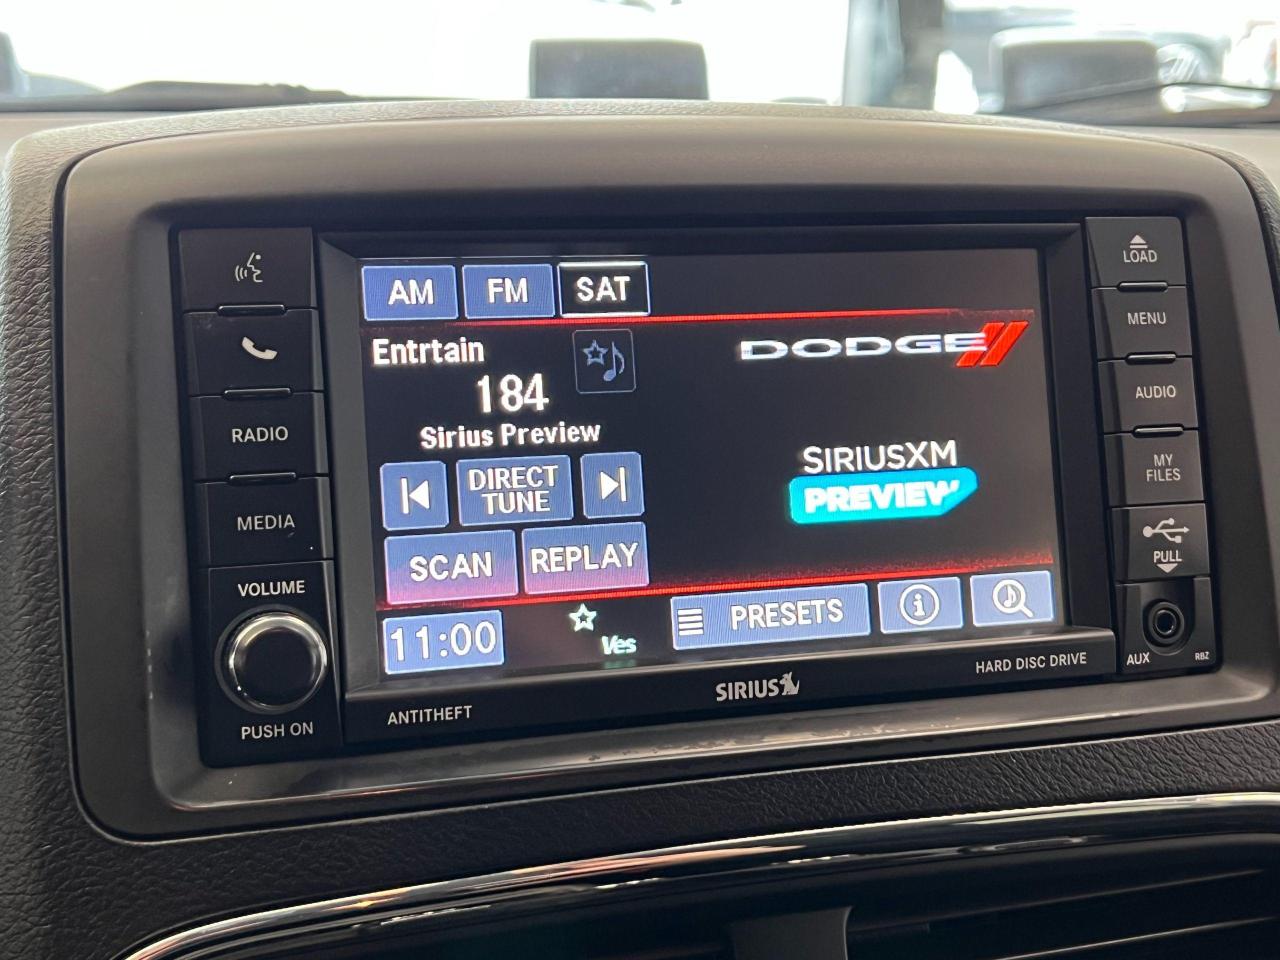 AM FM SAT
Entrtain
184
Sirius Preview
DIRECT
TUNE
SCAN REPLAY
11:00
Ves
PRESETS
DODGE
SIRIUSXM
PREVIEW
RADIO
MEDIA
VOLUME
PUSH ON
LOAD
MENU
AUDIO
MY
FILES
PULL
AUX RBZ
ANTITHEFT
SIRIUS
HARD DISC DRIVE